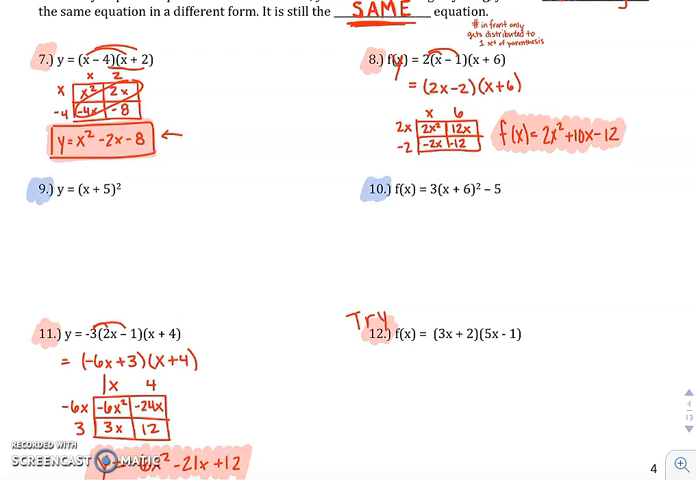 the same equation in a different form. It is still the SAME equation.
# in front only
gets distributed to
1 set of parenthesis
7.) y = (x – 4)(x + 2)
x 2
x x² 2x
-4 -4x -8
y = x² - 2x - 8 ←
8.) f(x) = 2(x – 1)(x + 6)
y
= (2x-2)(x+6)
x 6
2x 2x² 12x
-2 -2x -12
f(x) = 2x² + 10x - 12
9.) y = (x + 5)²
10.) f(x) = 3(x + 6)² – 5
11.) y = -3(2x – 1)(x + 4)
= (-6x+3)(x+4)
1x 4
-6x -6x² -24x
3 3x 12
x² - 21x + 12
Try
12.) f(x) = (3x + 2)(5x - 1)
RECORDED WITH
SCREENCAST MATIC
4
4
13